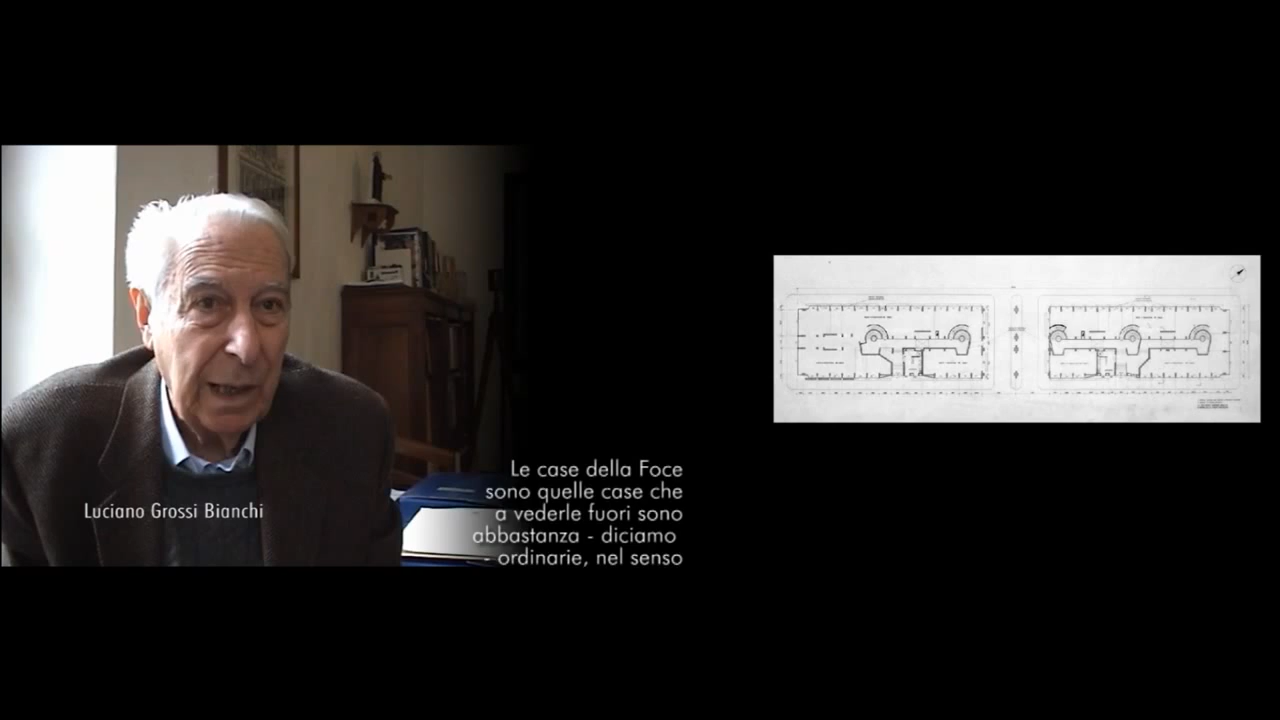 Luciano Grossi Bianchi
Le case della Foce
sono quelle case che
a vederle fuori sono
abbastanza - diciamo
- ordinarie, nel senso